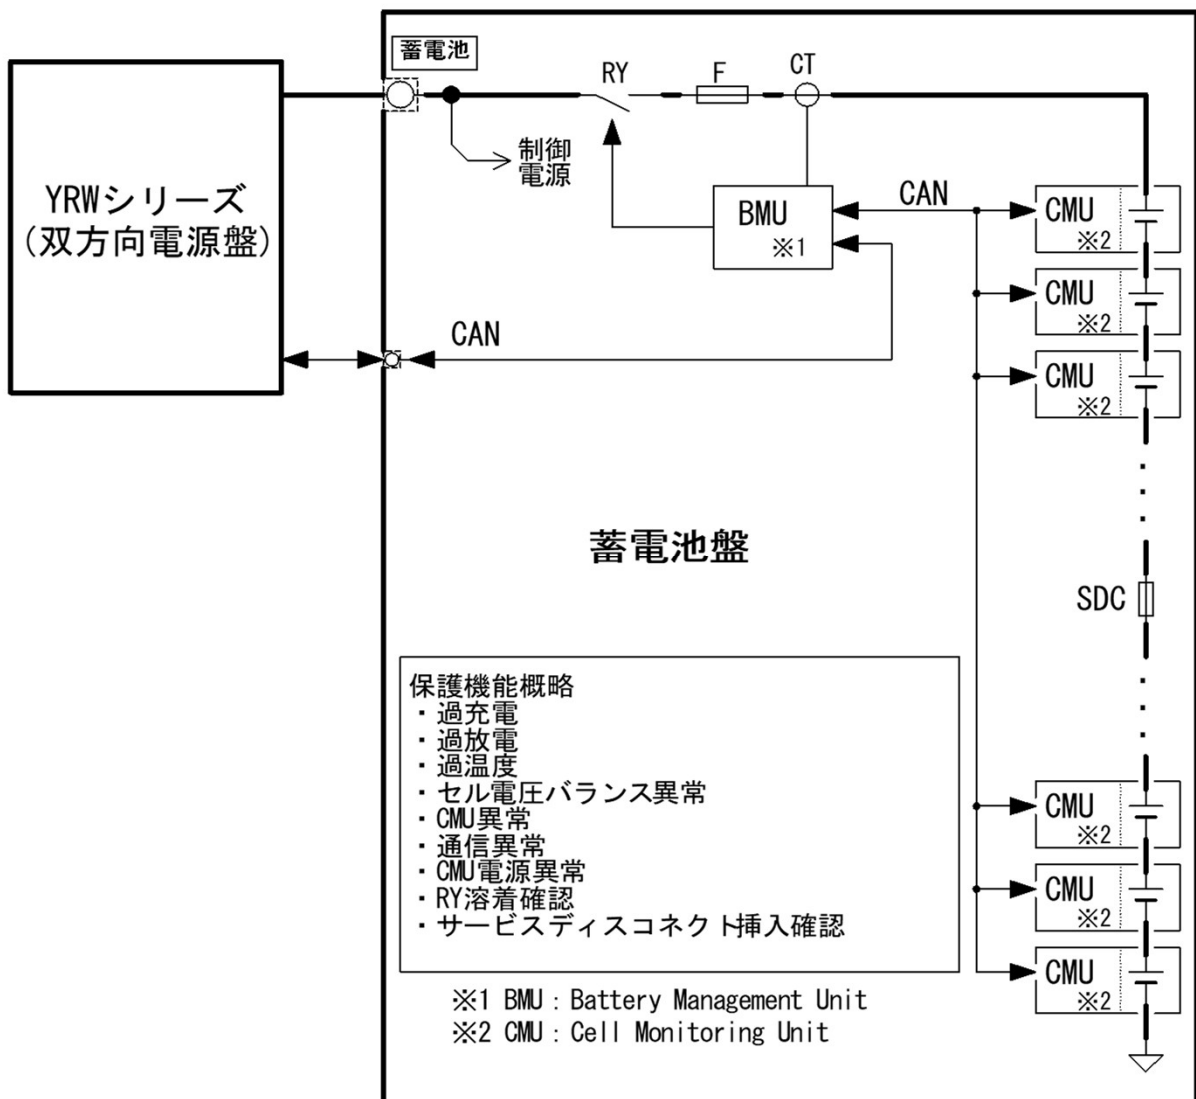 蓄電池
RY
F
CT
制御
電源
YRWシリーズ
(双方向電源盤)
BMU
※1
CAN
CMU
※2
CMU
※2
CMU
※2
CAN
蓄電池盤
SDC
保護機能概略
・過充電
・過放電
・過温度
・セル電圧バランス異常
・CMU異常
・通信異常
・CMU電源異常
・RY溶着確認
・サービスディスコネクト挿入確認
CMU
※2
CMU
※2
CMU
※2
※1 BMU：Battery Management Unit
※2 CMU：Cell Monitoring Unit